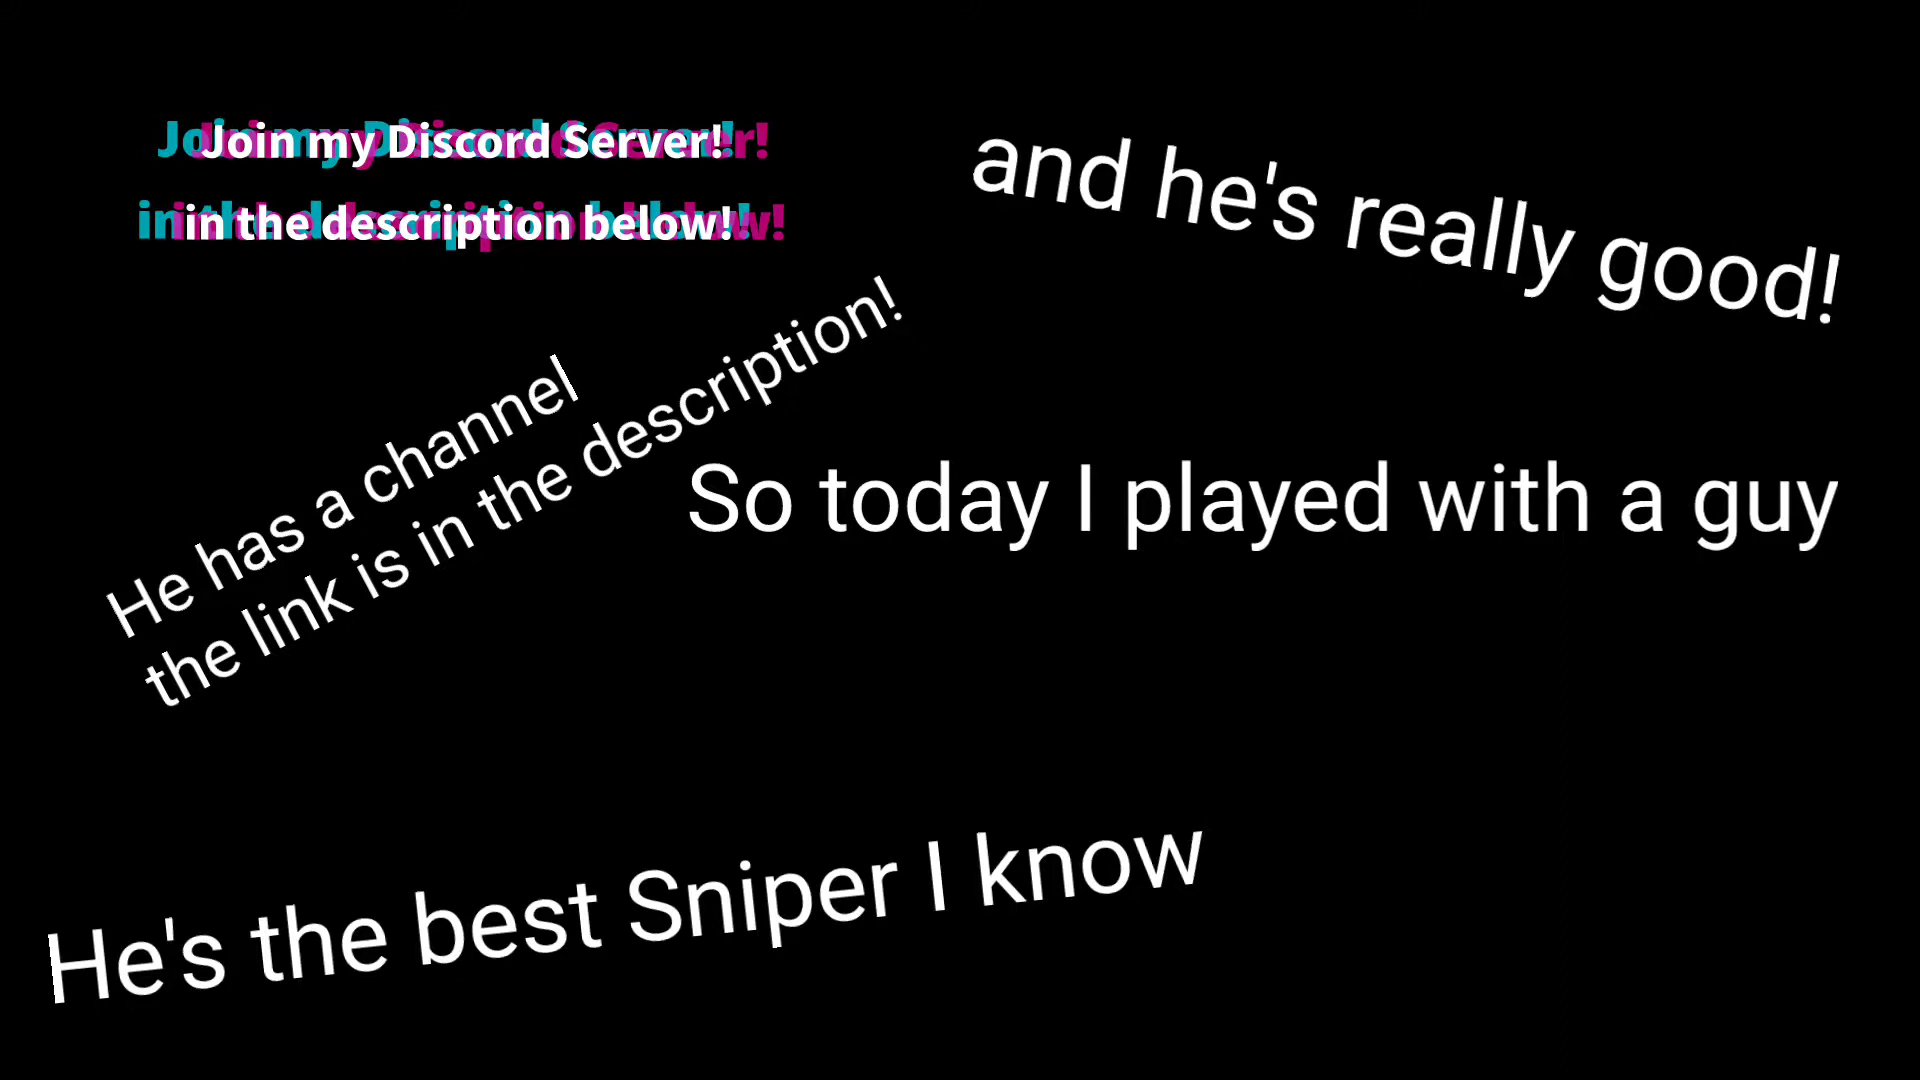 Join my Discord Server!
in the description below!
and he's really good!
He has a channel
the link is in the description!
So today I played with a guy
He's the best Sniper I know